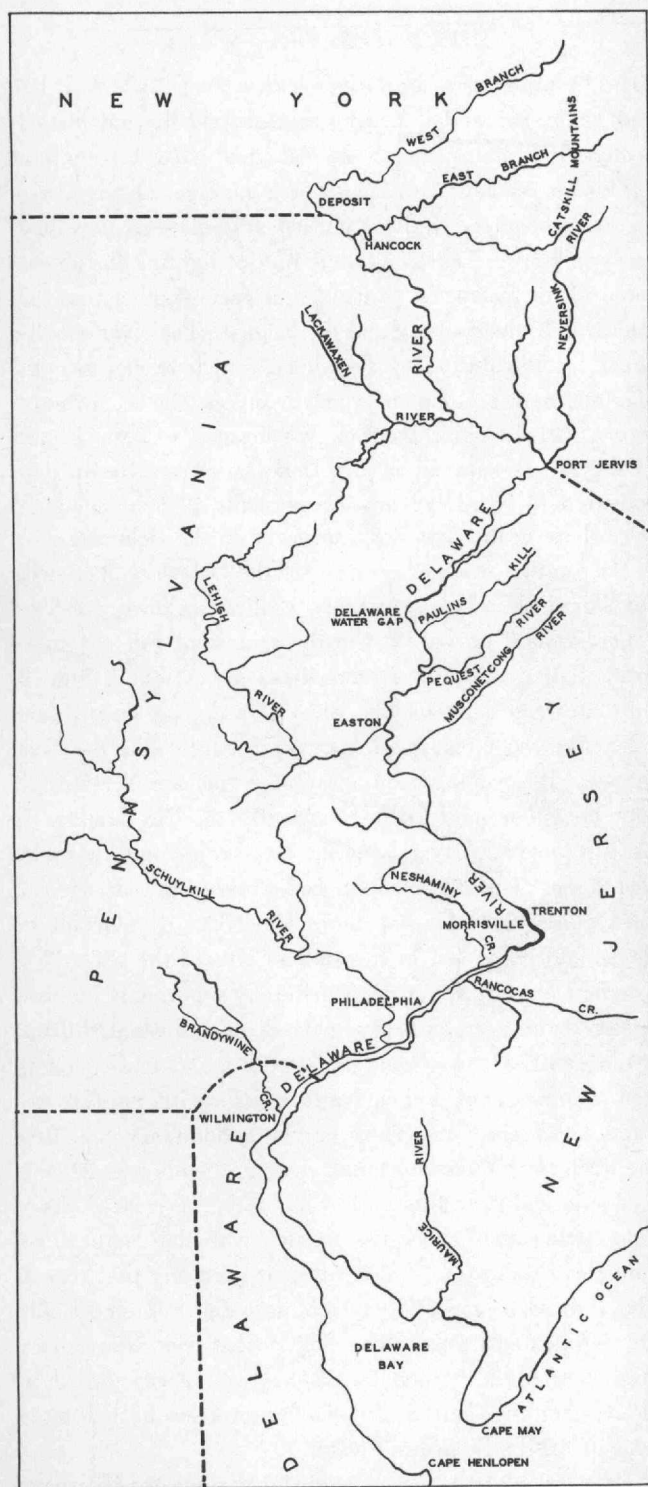 NEW YORK
WEST BRANCH
EAST BRANCH
CATSKILL MOUNTAINS
DEPOSIT
HANCOCK
RIVER
NEVERSINK
LACKAWAXEN
RIVER
RIVER
PORT JERVIS
PENNSYLVANIA
DELAWARE
LEHIGH
RIVER
DELAWARE
WATER GAP
PAULINS KILL
PEQUEST RIVER
MUSCONETCONG RIVER
EASTON
NEW JERSEY
SCHUYLKILL
RIVER
NESHAMINY
CR.
RIVER
TRENTON
MORRISVILLE
RANCOCAS
CR.
PHILADELPHIA
DELAWARE
BRANDYWINE
CR.
WILMINGTON
DELAWARE
MAURICE
RIVER
DELAWARE
BAY
ATLANTIC OCEAN
CAPE MAY
CAPE HENLOPEN